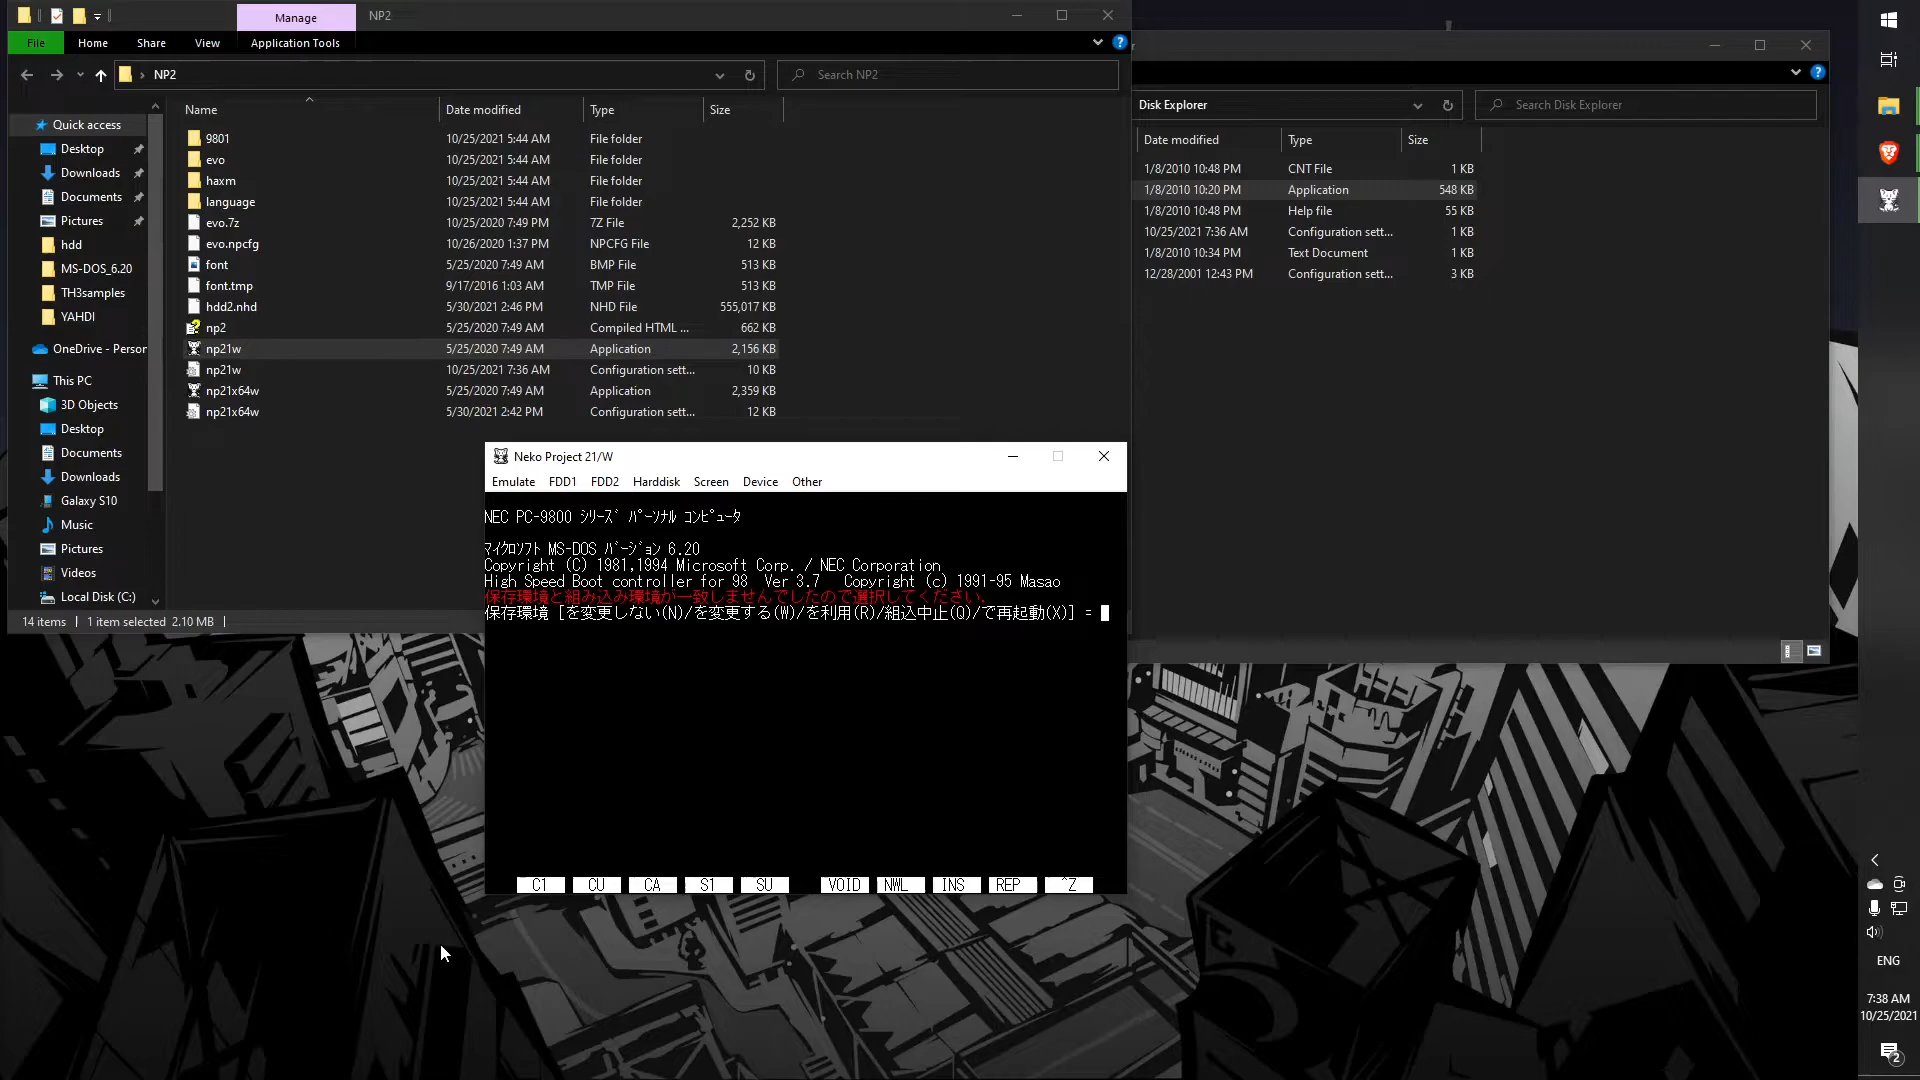 Manage
NP2
File
Home
Share
View
Application Tools
NP2
Search NP2
Name
Date modified
Type
Size
Quick access
Desktop
Downloads
Documents
Pictures
hdd
MS-DOS_6.20
TH3samples
YAHDI
OneDrive - Person
This PC
3D Objects
Desktop
Documents
Downloads
Galaxy S10
Music
Pictures
Videos
Local Disk (C:)
9801 10/25/2021 5:44 AM File folder
evo 10/25/2021 5:44 AM File folder
haxm 10/25/2021 5:44 AM File folder
language 10/25/2021 5:44 AM File folder
evo.7z 10/25/2020 7:49 PM 7Z File 2,252 KB
evo.npcfg 10/26/2020 1:37 PM NPCFG File 12 KB
font 5/25/2020 7:49 AM BMP File 513 KB
font.tmp 9/17/2016 1:03 AM TMP File 513 KB
hdd2.nhd 5/30/2021 2:46 PM NHD File 555,017 KB
np2 5/25/2020 7:49 AM Compiled HTML ... 662 KB
np21w 5/25/2020 7:49 AM Application 2,156 KB
np21w 10/25/2021 7:36 AM Configuration sett... 10 KB
np21x64w 5/25/2020 7:49 AM Application 2,359 KB
np21x64w 5/30/2021 2:42 PM Configuration sett... 12 KB
14 items 1 item selected 2.10 MB
Disk Explorer
Search Disk Explorer
Date modified
Type
Size
1/8/2010 10:48 PM CNT File 1 KB
1/8/2010 10:20 PM Application 548 KB
1/8/2010 10:48 PM Help file 55 KB
10/25/2021 7:36 AM Configuration sett... 1 KB
1/8/2010 10:34 PM Text Document 1 KB
12/28/2001 12:43 PM Configuration sett... 3 KB
Neko Project 21/W
Emulate FDD1 FDD2 Harddisk Screen Device Other
NEC PC-9800 ｼﾘｰｽﾞ ﾊﾟｰｿﾅﾙ ｺﾝﾋﾟｭｰﾀ
ﾏｲｸﾛｿﾌﾄ MS-DOS ﾊﾞｰｼﾞｮﾝ 6.20
Copyright (C) 1981,1994 Microsoft Corp. / NEC Corporation
High Speed Boot controller for 98 Ver 3.7 Copyright (c) 1991-95 Masao
保存環境と組み込み環境が一致しませんでしたので選択してください.
保存環境 [を変更しない(N)/を変更する(W)/を利用(R)/組込中止(Q)/で再起動(X)] =
C1 CU CA S1 SU VOID NWL INS REP ^Z
ENG
7:38 AM
10/25/2021
2